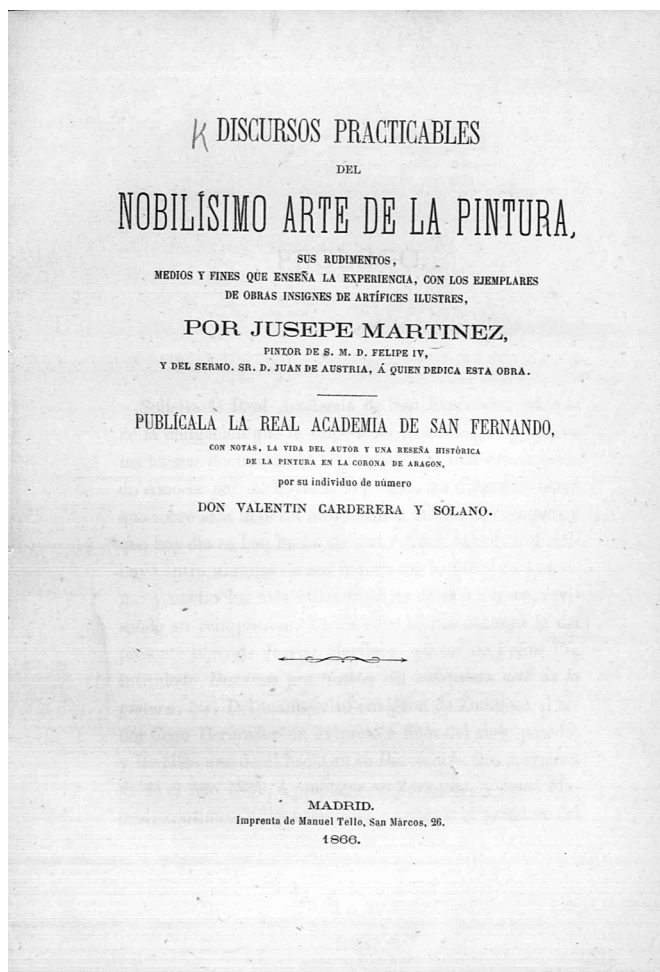 K DISCURSOS PRACTICABLES
DEL
NOBILÍSIMO ARTE DE LA PINTURA,
SUS RUDIMENTOS,
MEDIOS Y FINES QUE ENSEÑA LA EXPERIENCIA, CON LOS EJEMPLARES
DE OBRAS INSIGNES DE ARTÍFICES ILUSTRES,
POR JUSEPE MARTINEZ,
PINTOR DE S. M. D. FELIPE IV,
Y DEL SERMO. SR. D. JUAN DE AUSTRIA, Á QUIEN DEDICA ESTA OBRA.
PUBLÍCALA LA REAL ACADEMIA DE SAN FERNANDO,
CON NOTAS, LA VIDA DEL AUTOR Y UNA RESEÑA HISTÓRICA
DE LA PINTURA EN LA CORONA DE ARAGON,
por su individuo de número
DON VALENTIN CARDERERA Y SOLANO.
MADRID.
Imprenta de Manuel Tello, San Márcos, 26.
1866.